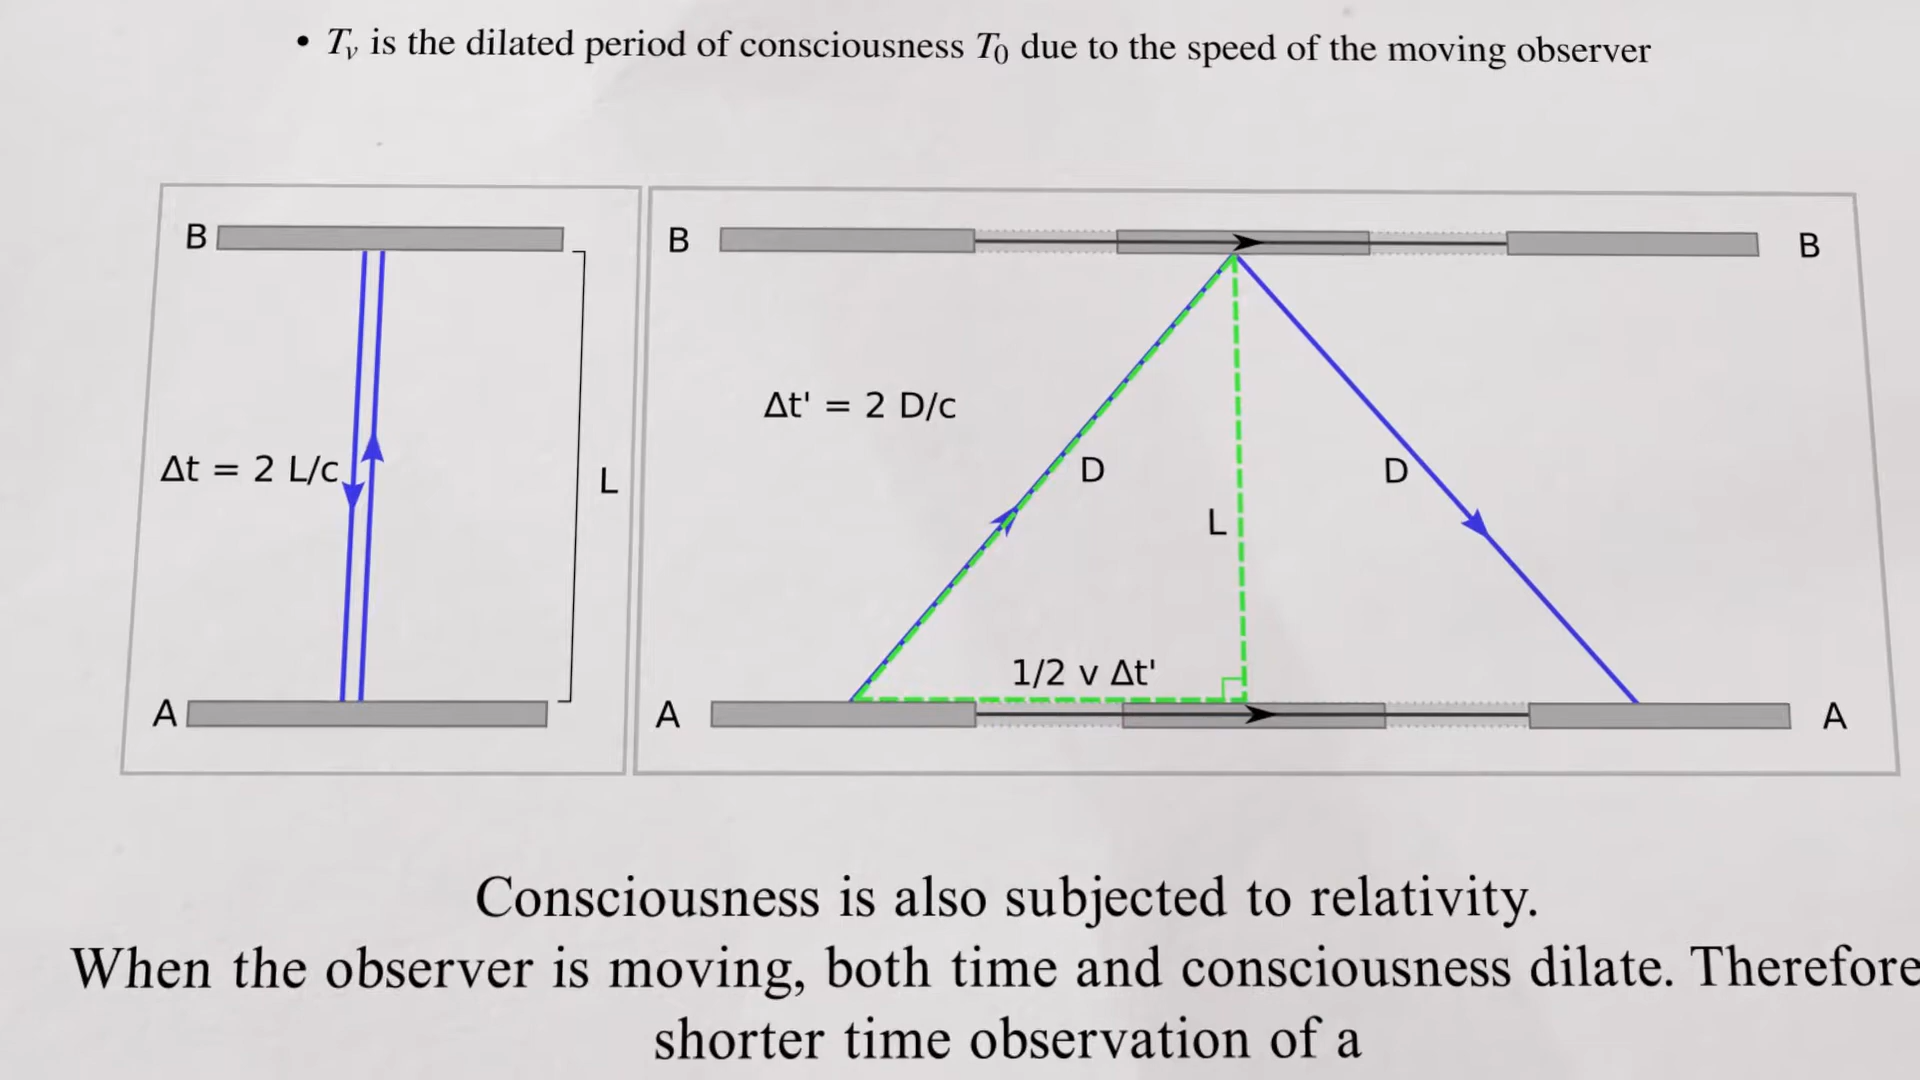 • Tv is the dilated period of consciousness T0 due to the speed of the moving observer
B
B
B
Δt' = 2 D/c
Δt = 2 L/c
L
D
D
L
1/2 v Δt'
A
A
A
Consciousness is also subjected to relativity.
When the observer is moving, both time and consciousness dilate. Therefore
shorter time observation of a